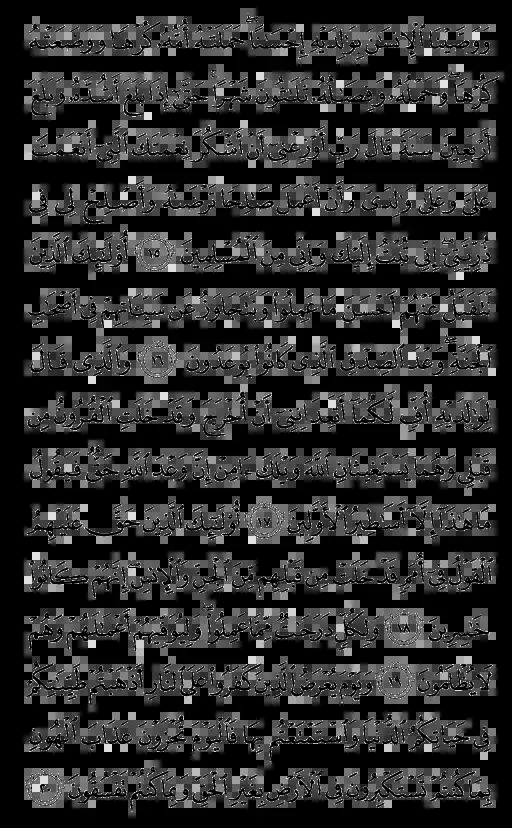 وَوَصَّيْنَا ٱلْإِنسَٰنَ بِوَٰلِدَيْهِ إِحْسَٰنًا حَمَلَتْهُ أُمُّهُۥ كُرْهًا وَوَضَعَتْهُ
كُرْهًا وَحَمْلُهُۥ وَفِصَٰلُهُۥ ثَلَٰثُونَ شَهْرًا حَتَّىٰٓ إِذَا بَلَغَ أَشُدَّهُۥ وَبَلَغَ
أَرْبَعِينَ سَنَةً قَالَ رَبِّ أَوْزِعْنِىٓ أَنْ أَشْكُرَ نِعْمَتَكَ ٱلَّتِىٓ أَنْعَمْتَ
عَلَىَّ وَعَلَىٰ وَٰلِدَىَّ وَأَنْ أَعْمَلَ صَٰلِحًا تَرْضَىٰهُ وَأَصْلِحْ لِى فِى
ذُرِّيَّتِىٓ إِنِّى تُبْتُ إِلَيْكَ وَإِنِّى مِنَ ٱلْمُسْلِمِينَ ١٥ أُو۟لَٰٓئِكَ ٱلَّذِينَ
نَتَقَبَّلُ عَنْهُمْ أَحْسَنَ مَا عَمِلُوا۟ وَنَتَجَاوَزُ عَن سَيِّـَٔاتِهِمْ فِىٓ أَصْحَٰبِ
ٱلْجَنَّةِ وَعْدَ ٱلصِّدْقِ ٱلَّذِى كَانُوا۟ يُوعَدُونَ ١٦ وَٱلَّذِى قَالَ
لِوَٰلِدَيْهِ أُفٍّ لَّكُمَآ أَتَعِدَانِنِىٓ أَنْ أُخْرَجَ وَقَدْ خَلَتِ ٱلْقُرُونُ مِن
قَبْلِى وَهُمَا يَسْتَغِيثَانِ ٱللَّهَ وَيْلَكَ ءَامِنْ إِنَّ وَعْدَ ٱللَّهِ حَقٌّ فَيَقُولُ
مَا هَٰذَآ إِلَّآ أَسَٰطِيرُ ٱلْأَوَّلِينَ ١٧ أُو۟لَٰٓئِكَ ٱلَّذِينَ حَقَّ عَلَيْهِمُ
ٱلْقَوْلُ فِىٓ أُمَمٍ قَدْ خَلَتْ مِن قَبْلِهِم مِّنَ ٱلْجِنِّ وَٱلْإِنسِ إِنَّهُمْ كَانُوا۟
خَٰسِرِينَ ١٨ وَلِكُلٍّ دَرَجَٰتٌ مِّمَّا عَمِلُوا۟ وَلِيُوَفِّيَهُمْ أَعْمَٰلَهُمْ وَهُمْ
لَا يُظْلَمُونَ ١٩ وَيَوْمَ يُعْرَضُ ٱلَّذِينَ كَفَرُوا۟ عَلَى ٱلنَّارِ أَذْهَبْتُمْ طَيِّبَٰتِكُمْ
فِى حَيَاتِكُمُ ٱلدُّنْيَا وَٱسْتَمْتَعْتُم بِهَا فَٱلْيَوْمَ تُجْزَوْنَ عَذَابَ ٱلْهُونِ
بِمَا كُنتُمْ تَسْتَكْبِرُونَ فِى ٱلْأَرْضِ بِغَيْرِ ٱلْحَقِّ وَبِمَا كُنتُمْ تَفْسُقُونَ ٢٠